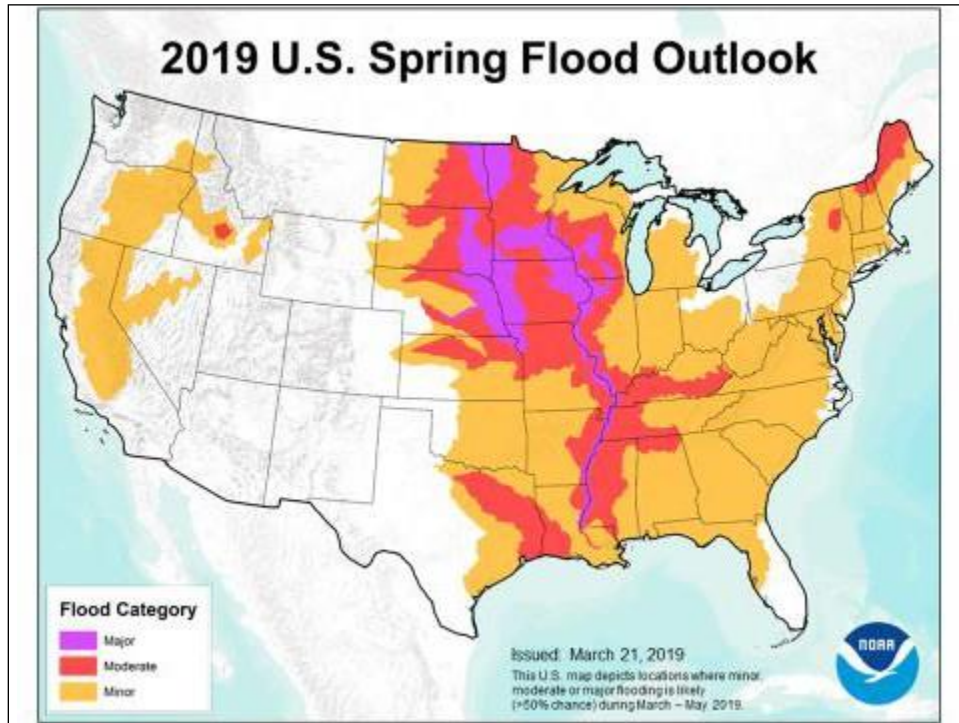 2019 U.S. Spring Flood Outlook
Flood Category
Major
Moderate
Minor
Issued: March 21, 2019
This U.S. map depicts locations where minor,
moderate or major flooding is likely
(>50% chance) during March – May 2019.
NOAA